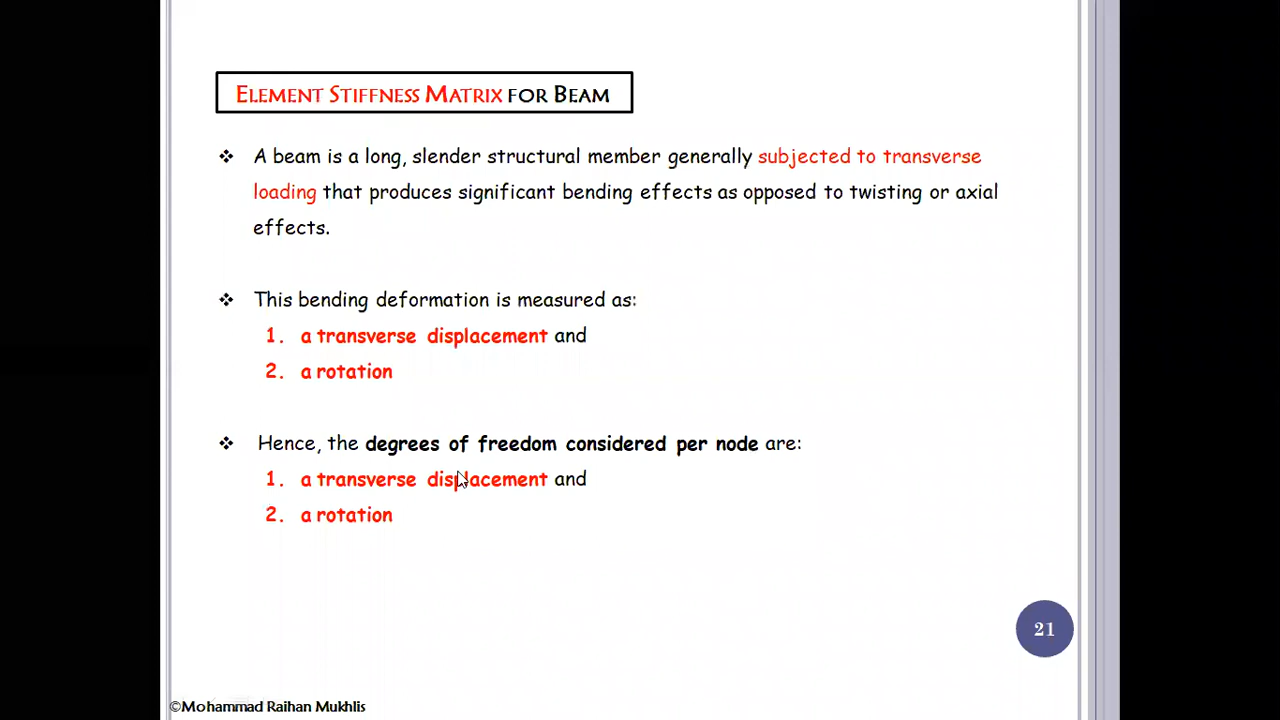 ELEMENT STIFFNESS MATRIX FOR BEAM
❖ A beam is a long, slender structural member generally subjected to transverse
loading that produces significant bending effects as opposed to twisting or axial
effects.
❖ This bending deformation is measured as:
1. a transverse displacement and
2. a rotation
❖ Hence, the degrees of freedom considered per node are:
1. a transverse displacement and
2. a rotation
21
©Mohammad Raihan Mukhlis